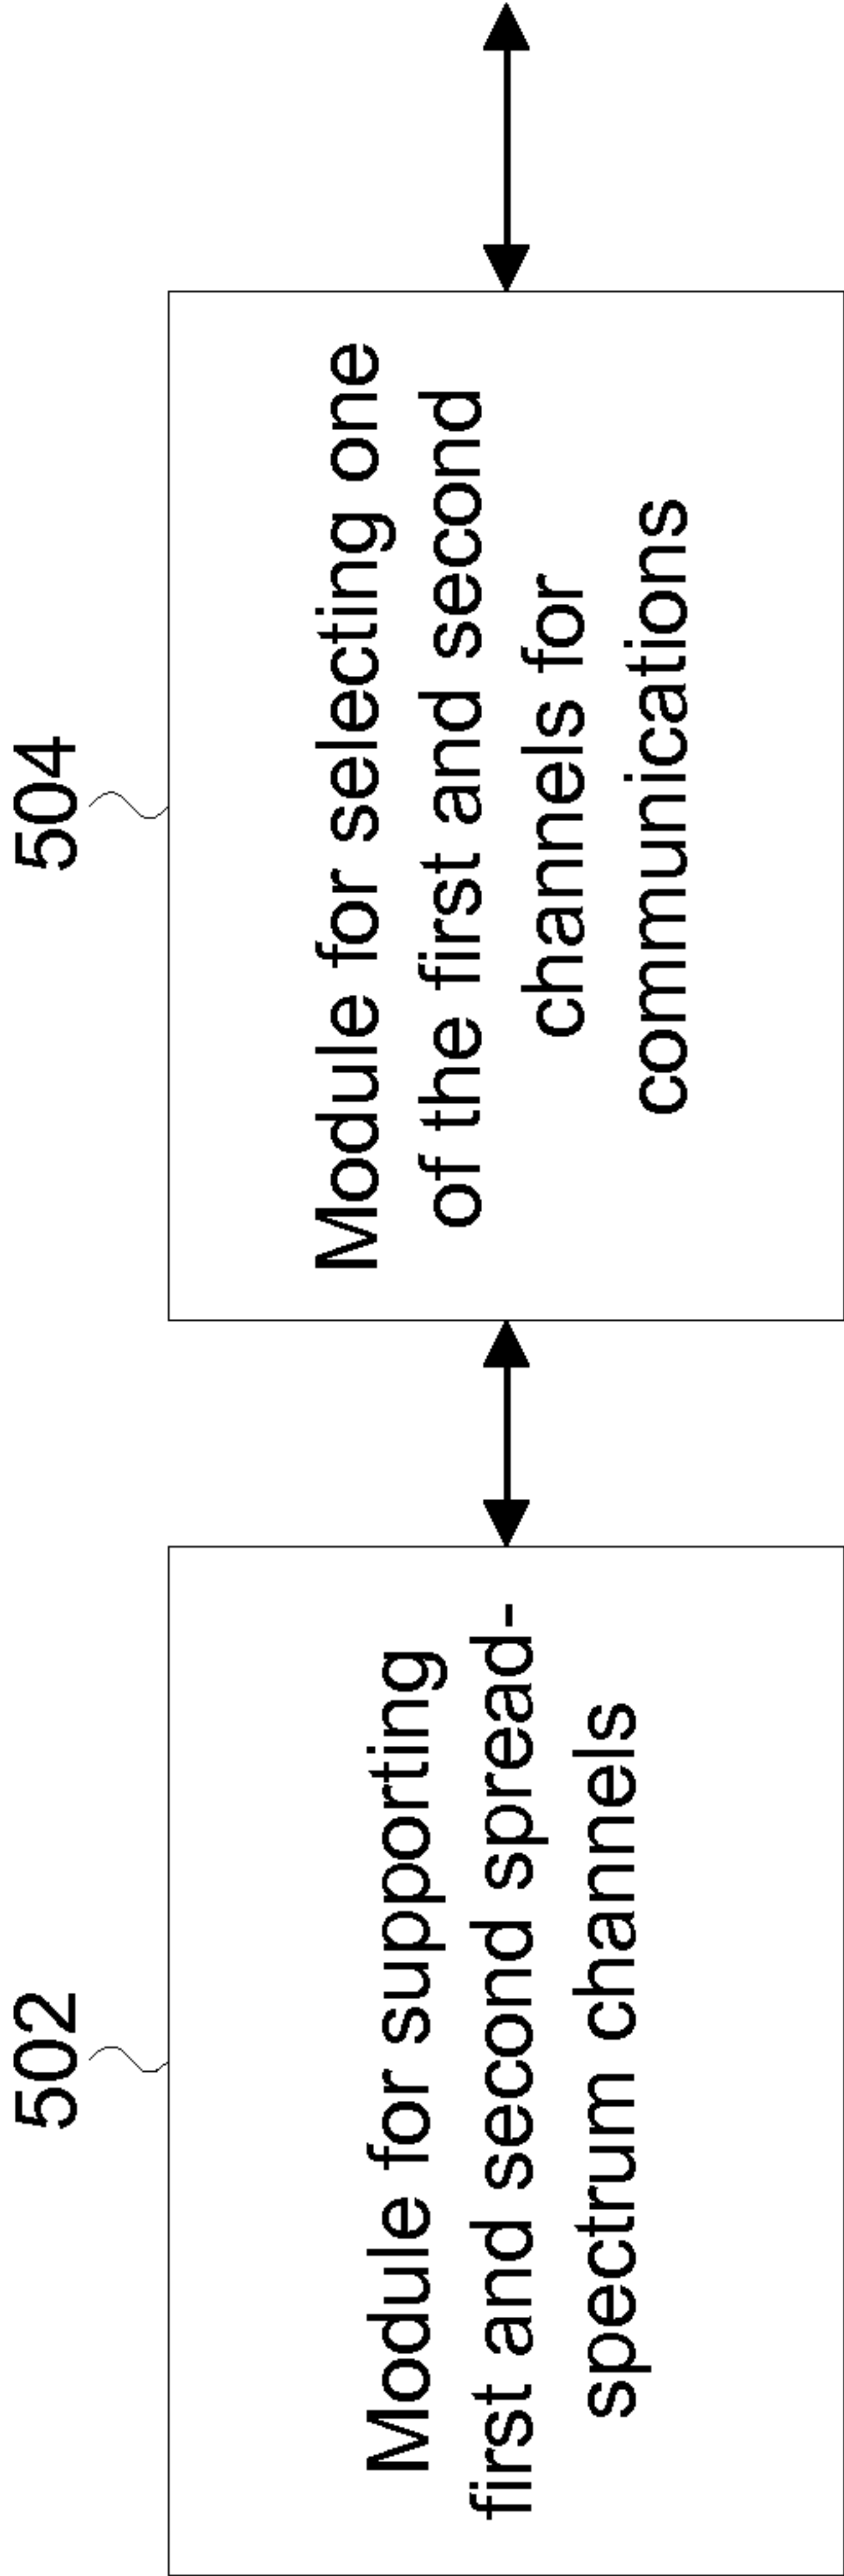 502
Module for supporting
first and second spread-
spectrum channels
504
Module for selecting one
of the first and second
channels for
communications